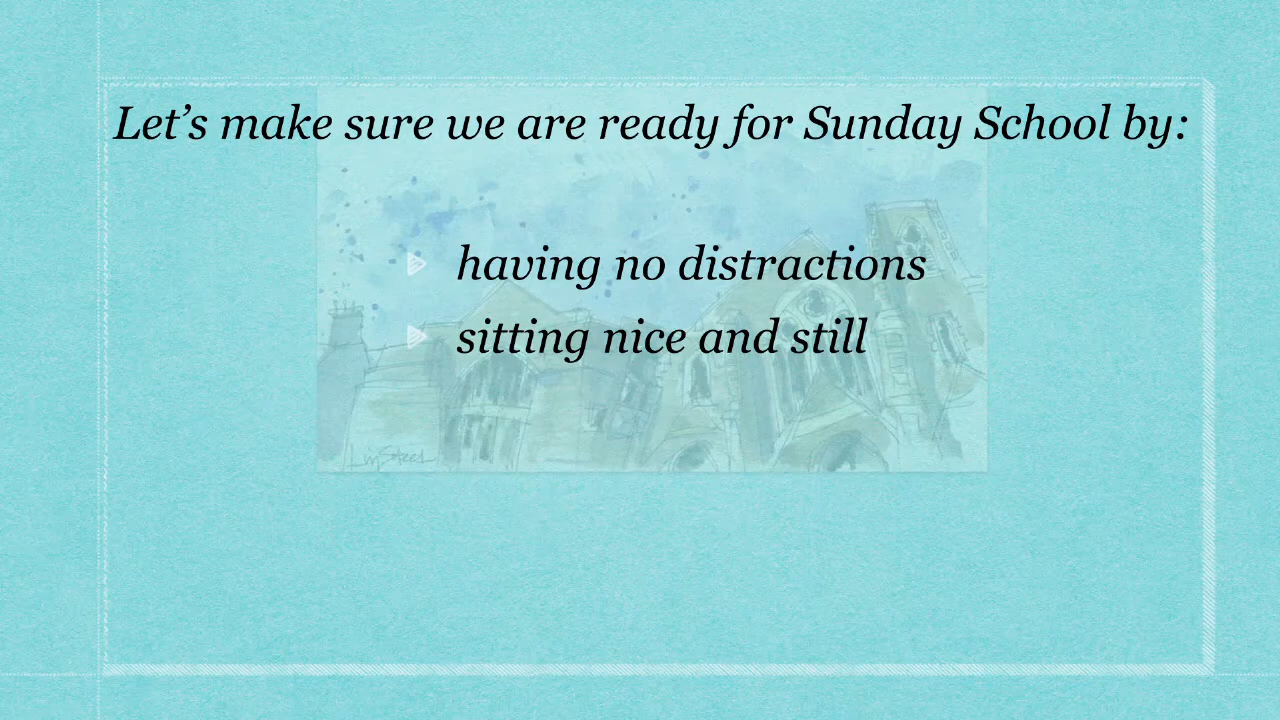 Let’s make sure we are ready for Sunday School by:
having no distractions
sitting nice and still